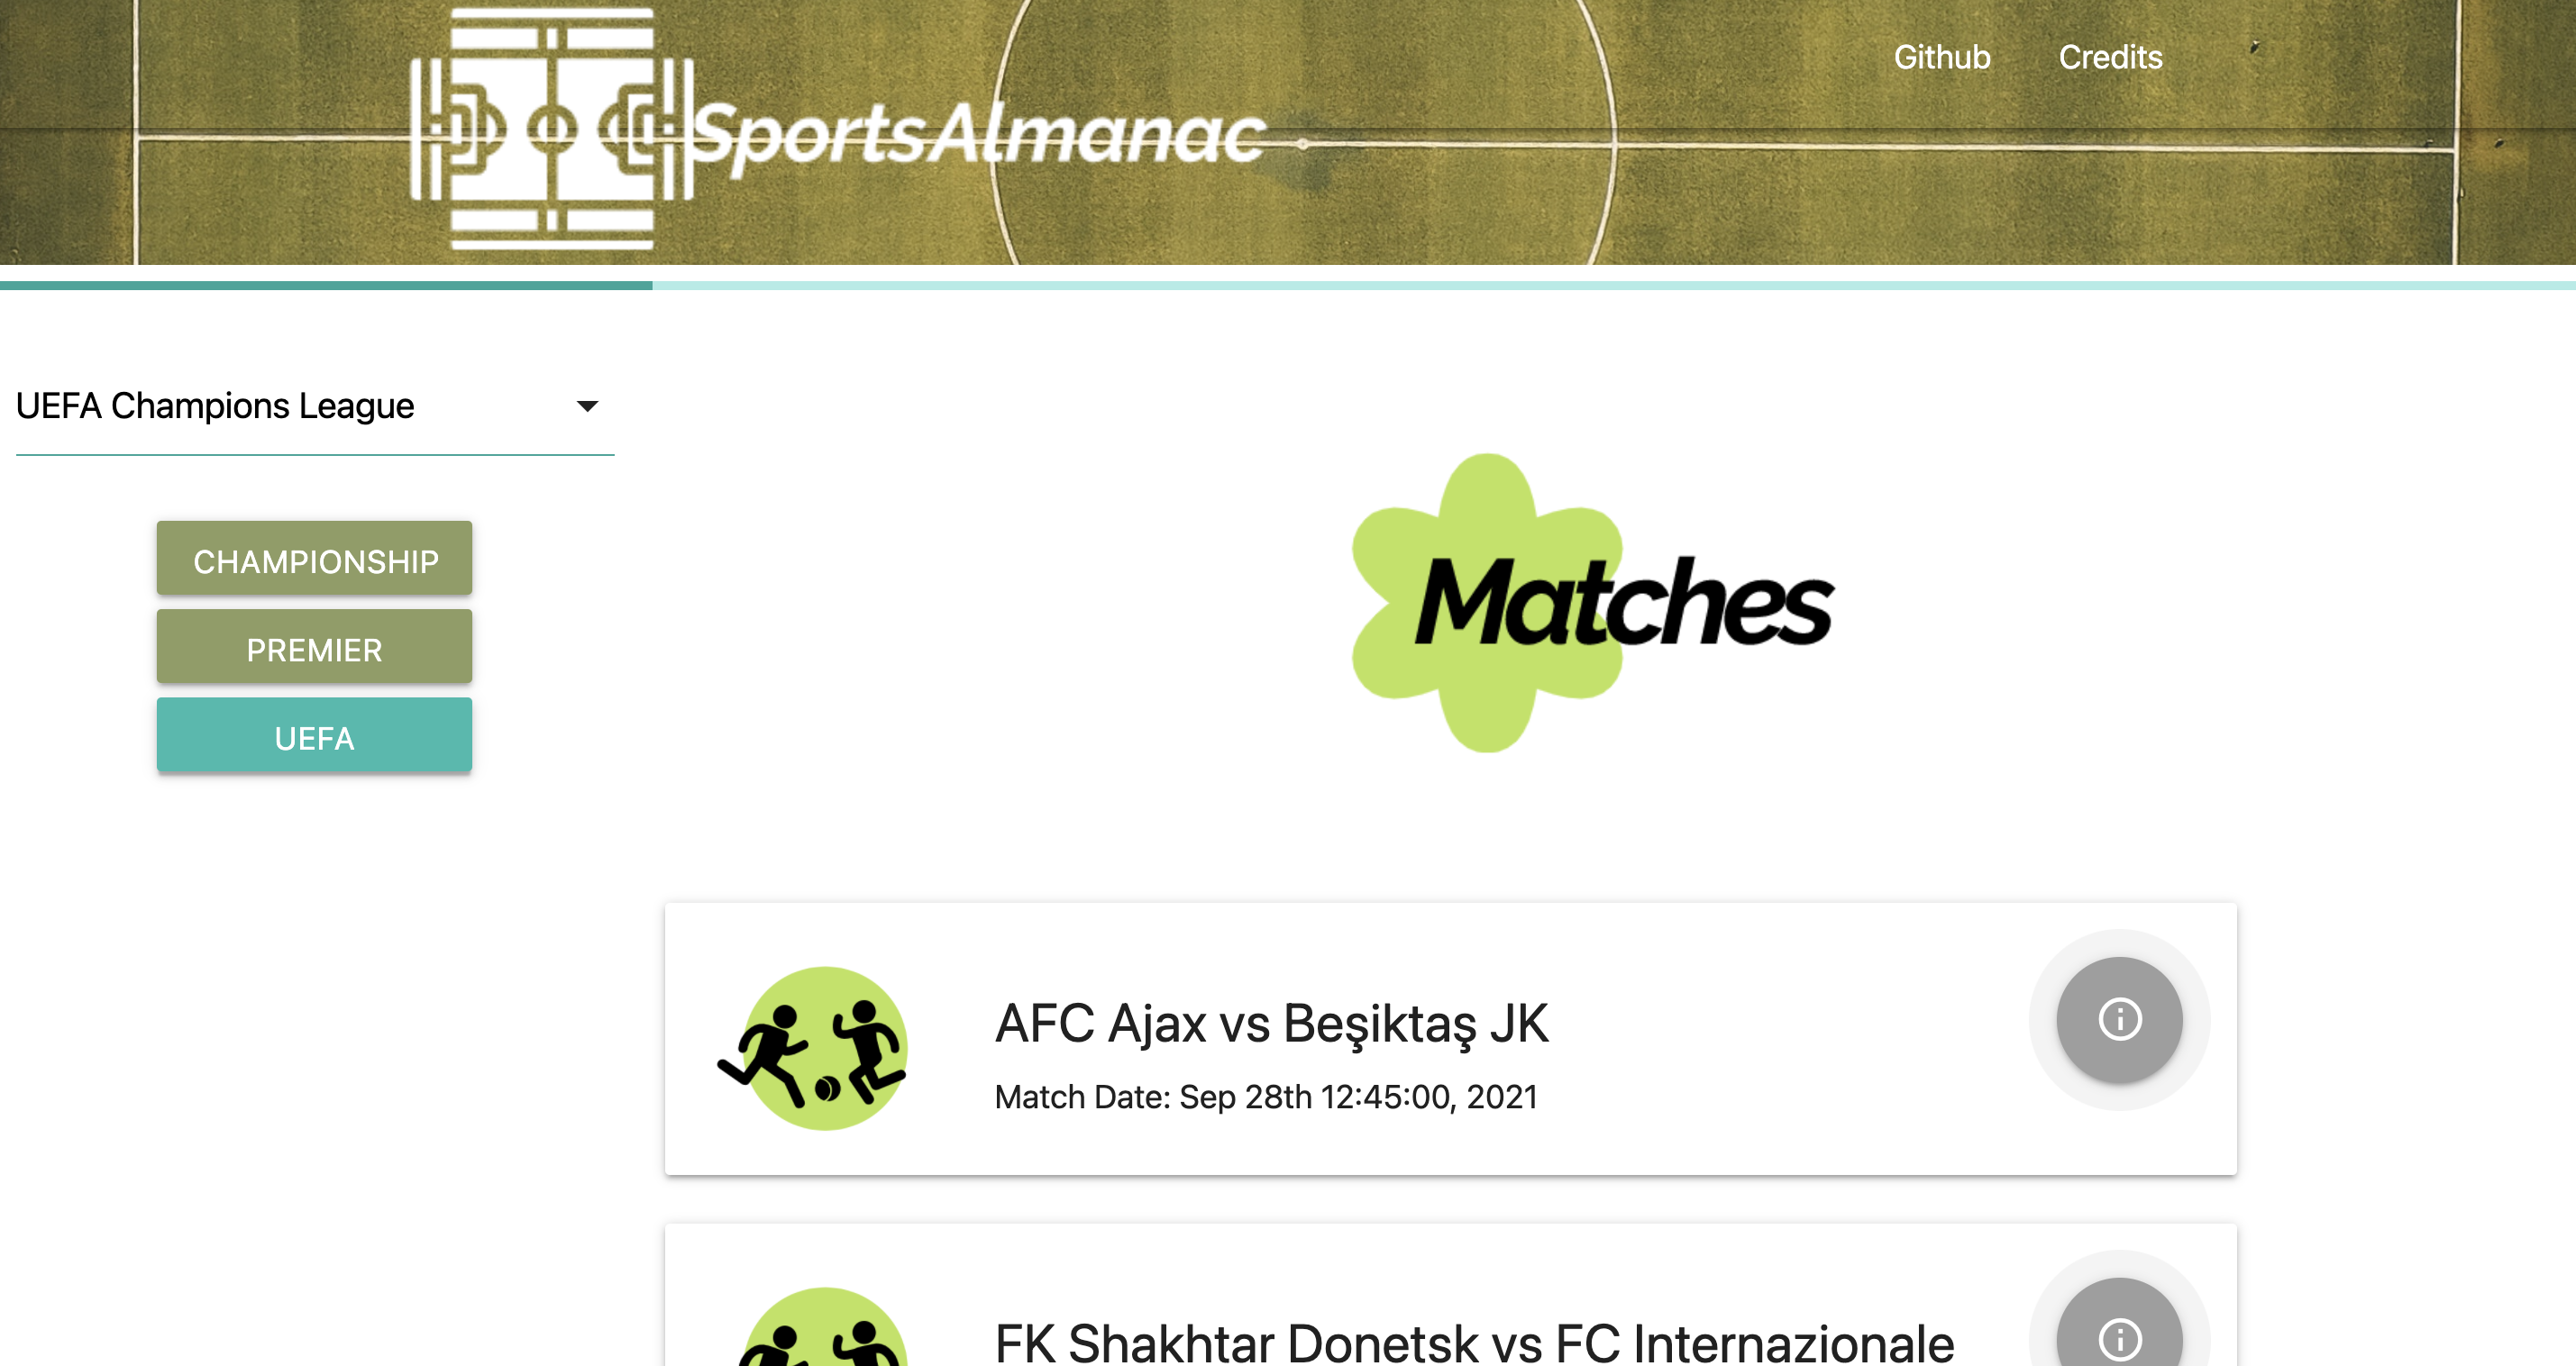 SportsAlmanac
Github
Credits
UEFA Champions League
CHAMPIONSHIP
PREMIER
UEFA
Matches
AFC Ajax vs Beşiktaş JK
Match Date: Sep 28th 12:45:00, 2021
FK Shakhtar Donetsk vs FC Internazionale